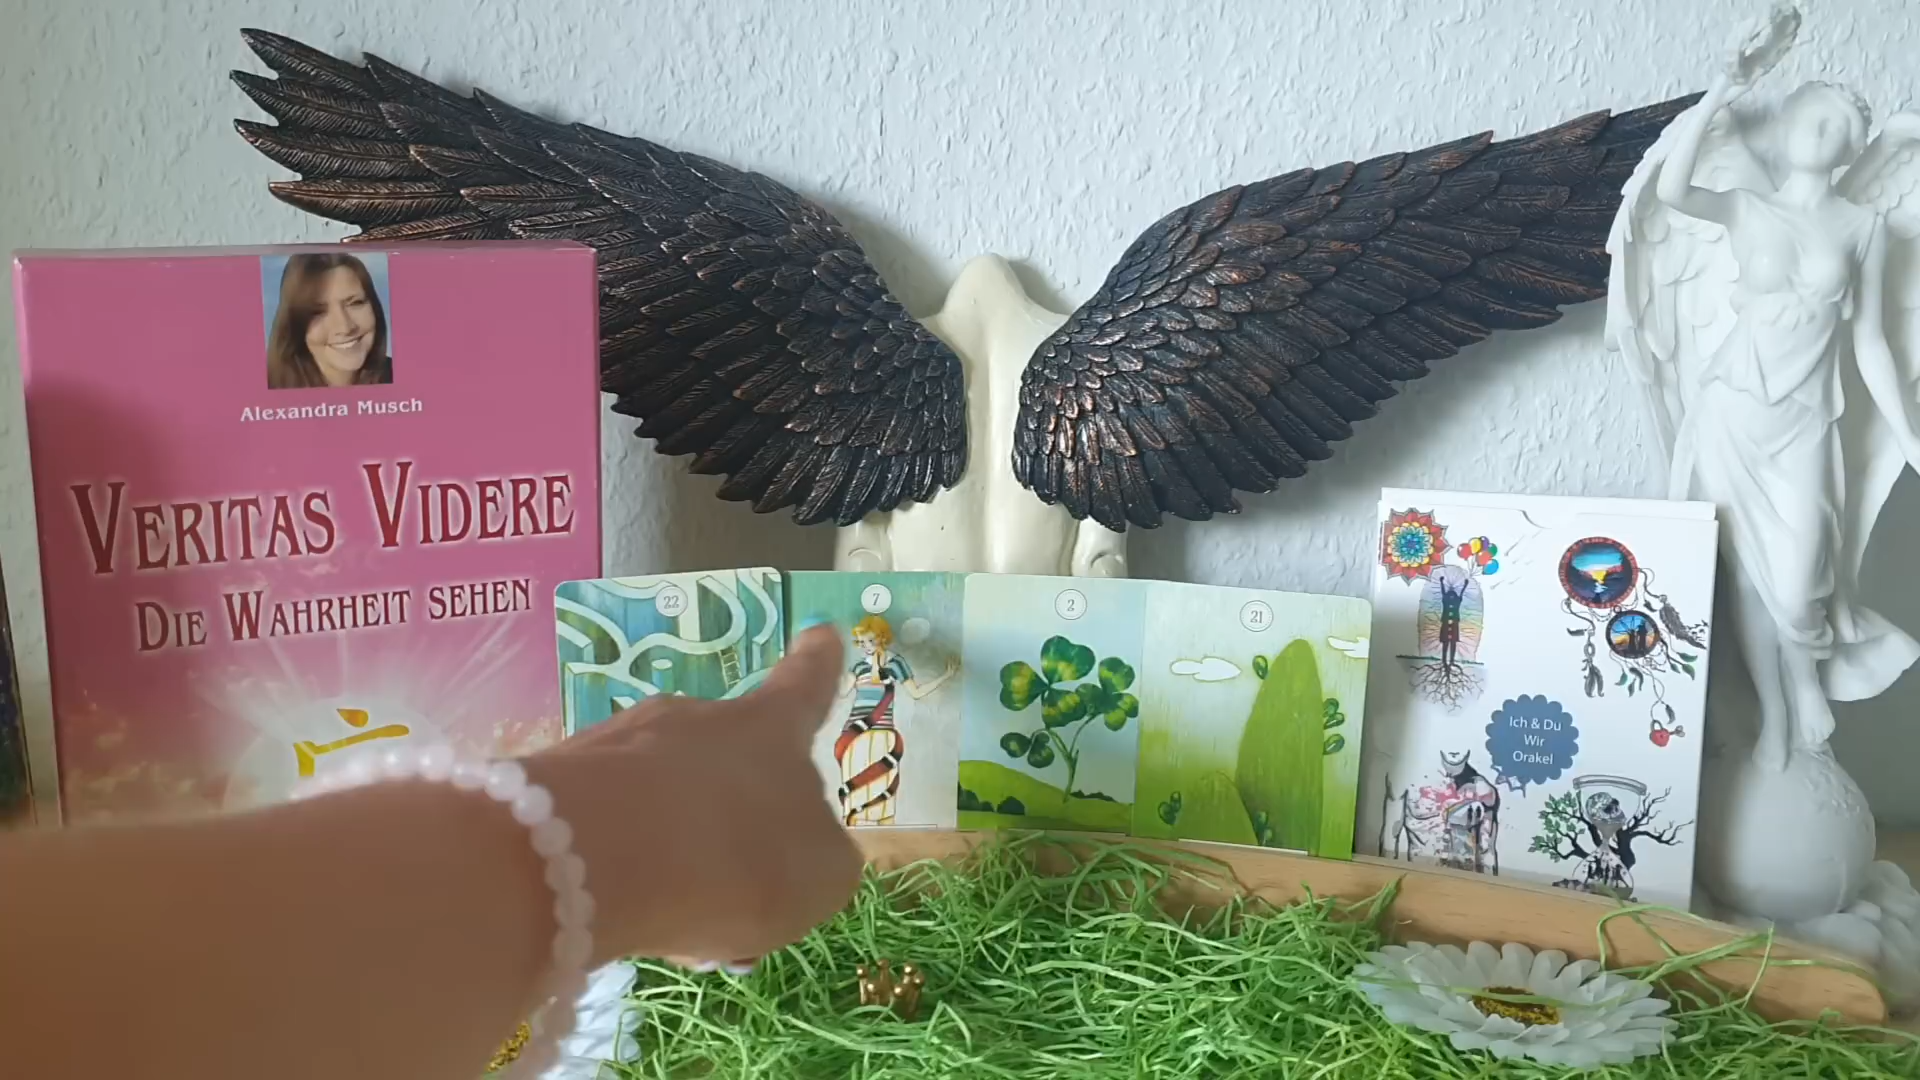 Alexandra Musch
VERITAS VIDERE
DIE WAHRHEIT SEHEN
22
7
2
21
Ich & Du
Wir
Orakel